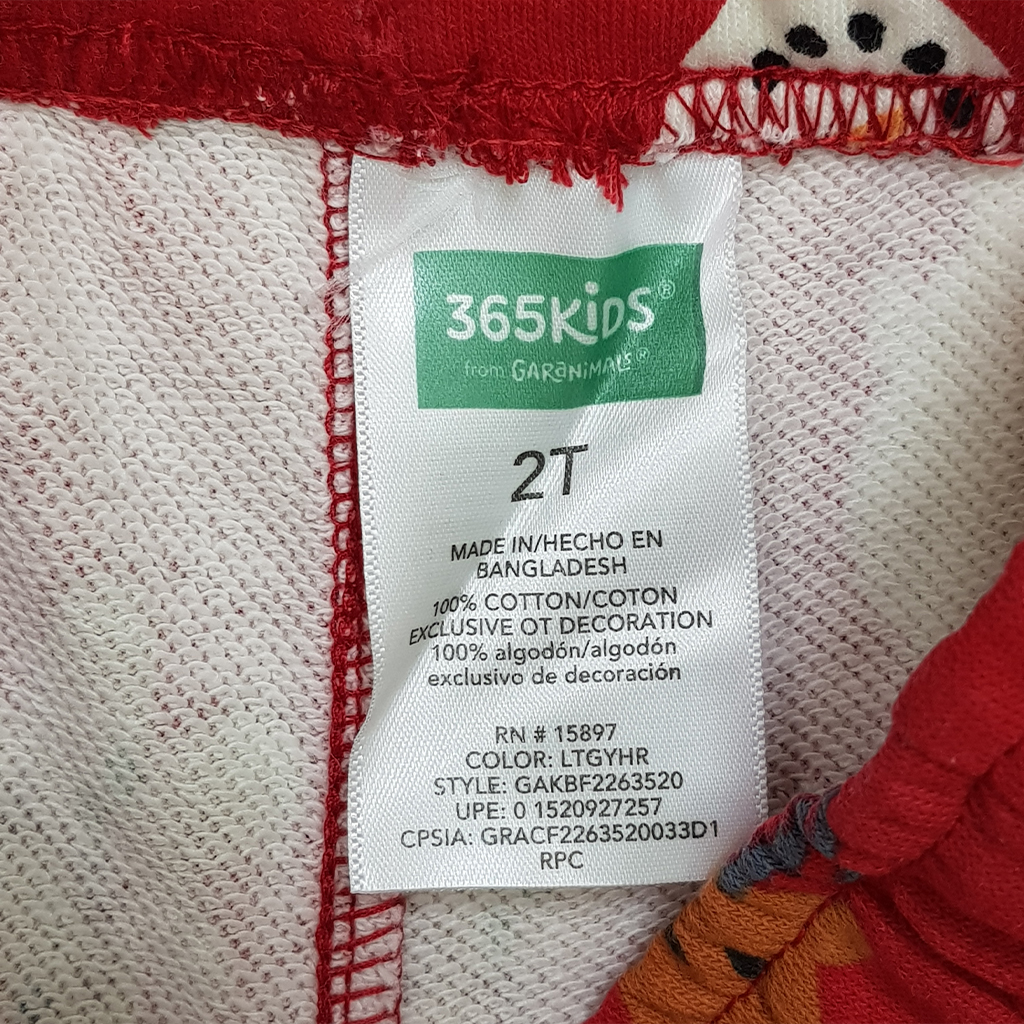 365KiDS®
from GARaNiMALS®
2T
MADE IN/HECHO EN
BANGLADESH
100% COTTON/COTON
EXCLUSIVE OT DECORATION
100% algodón/algodón
exclusivo de decoración
RN # 15897
COLOR: LTGYHR
STYLE: GAKBF2263520
UPE: 0 1520927257
CPSIA: GRACF2263520033D1
RPC